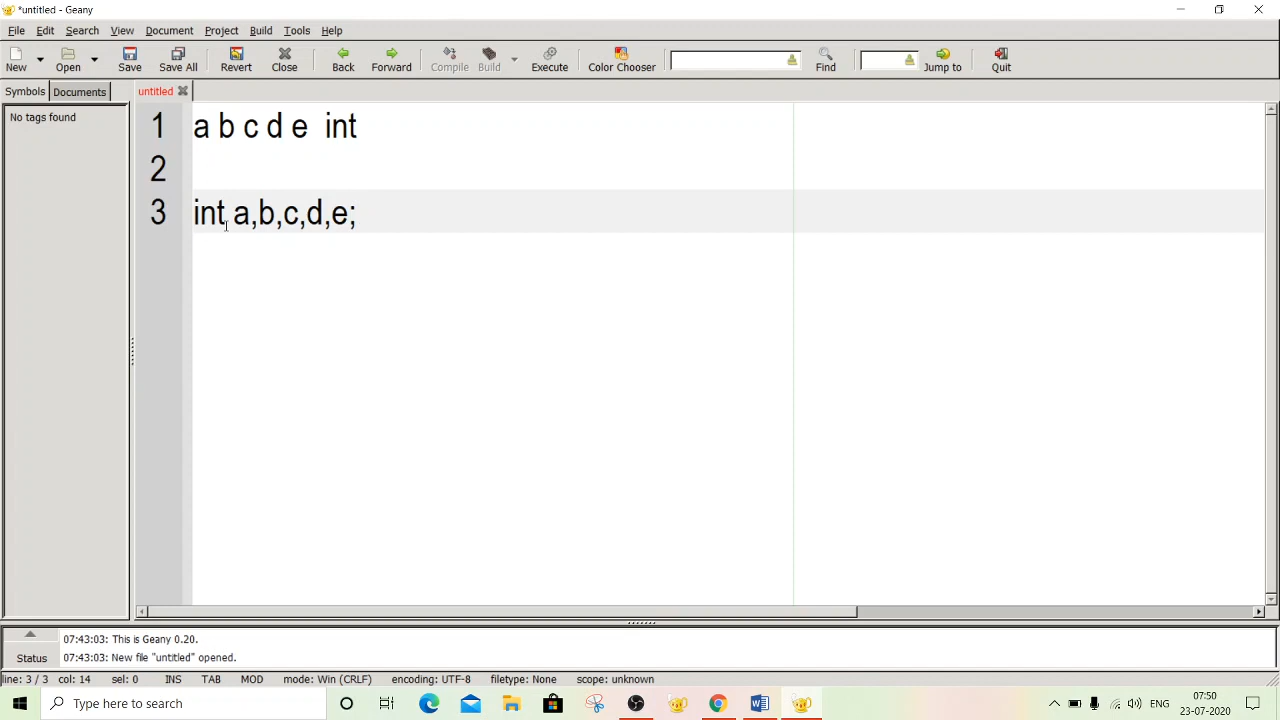 *untitled - Geany
File Edit Search View Document Project Build Tools Help
New Open Save Save All Revert Close Back Forward Compile Build Execute Color Chooser Find Jump to Quit
Symbols Documents untitled
No tags found
1 a b c d e  int
2
3 int a,b,c,d,e;
07:43:03: This is Geany 0.20.
Status 07:43:03: New file "untitled" opened.
line: 3 / 3 col: 14 sel: 0 INS TAB MOD mode: Win (CRLF) encoding: UTF-8 filetype: None scope: unknown
Type here to search ENG 07:50
23-07-2020